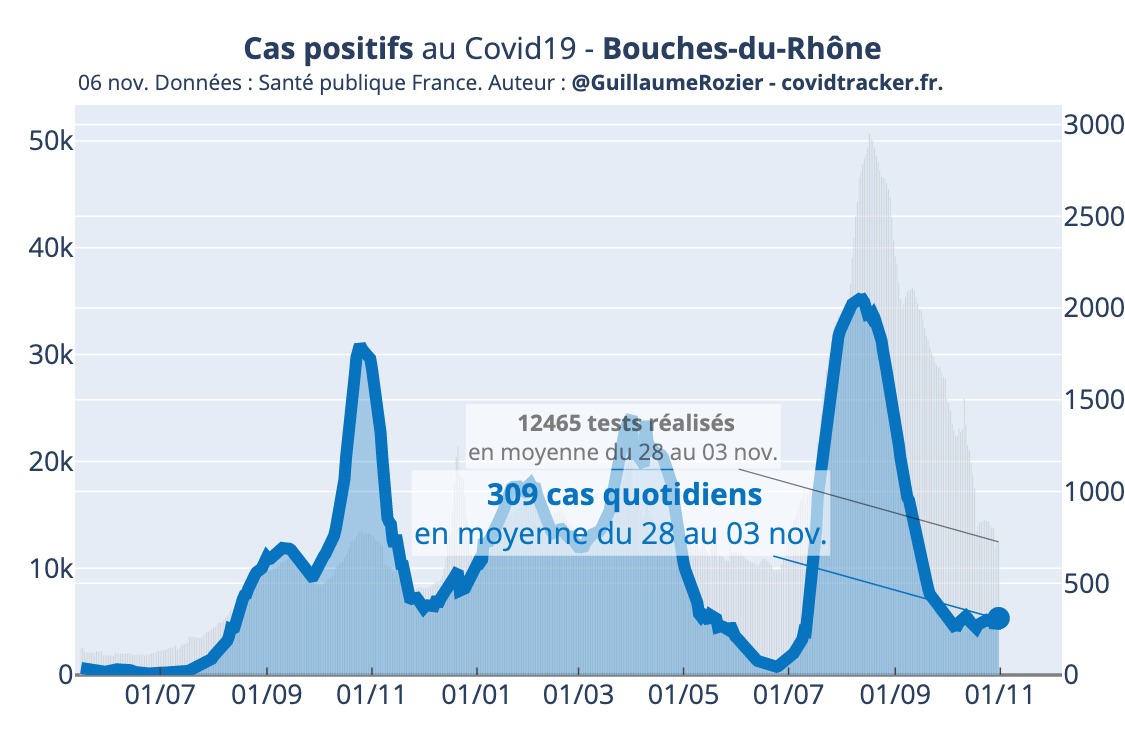 Cas positifs au Covid19 - Bouches-du-Rhône
06 nov. Données : Santé publique France. Auteur : @GuillaumeRozier - covidtracker.fr.
50k
40k
30k
20k
10k
0
3000
2500
2000
1500
1000
500
0
12465 tests réalisés
en moyenne du 28 au 03 nov.
309 cas quotidiens
en moyenne du 28 au 03 nov.
01/07 01/09 01/11 01/01 01/03 01/05 01/07 01/09 01/11